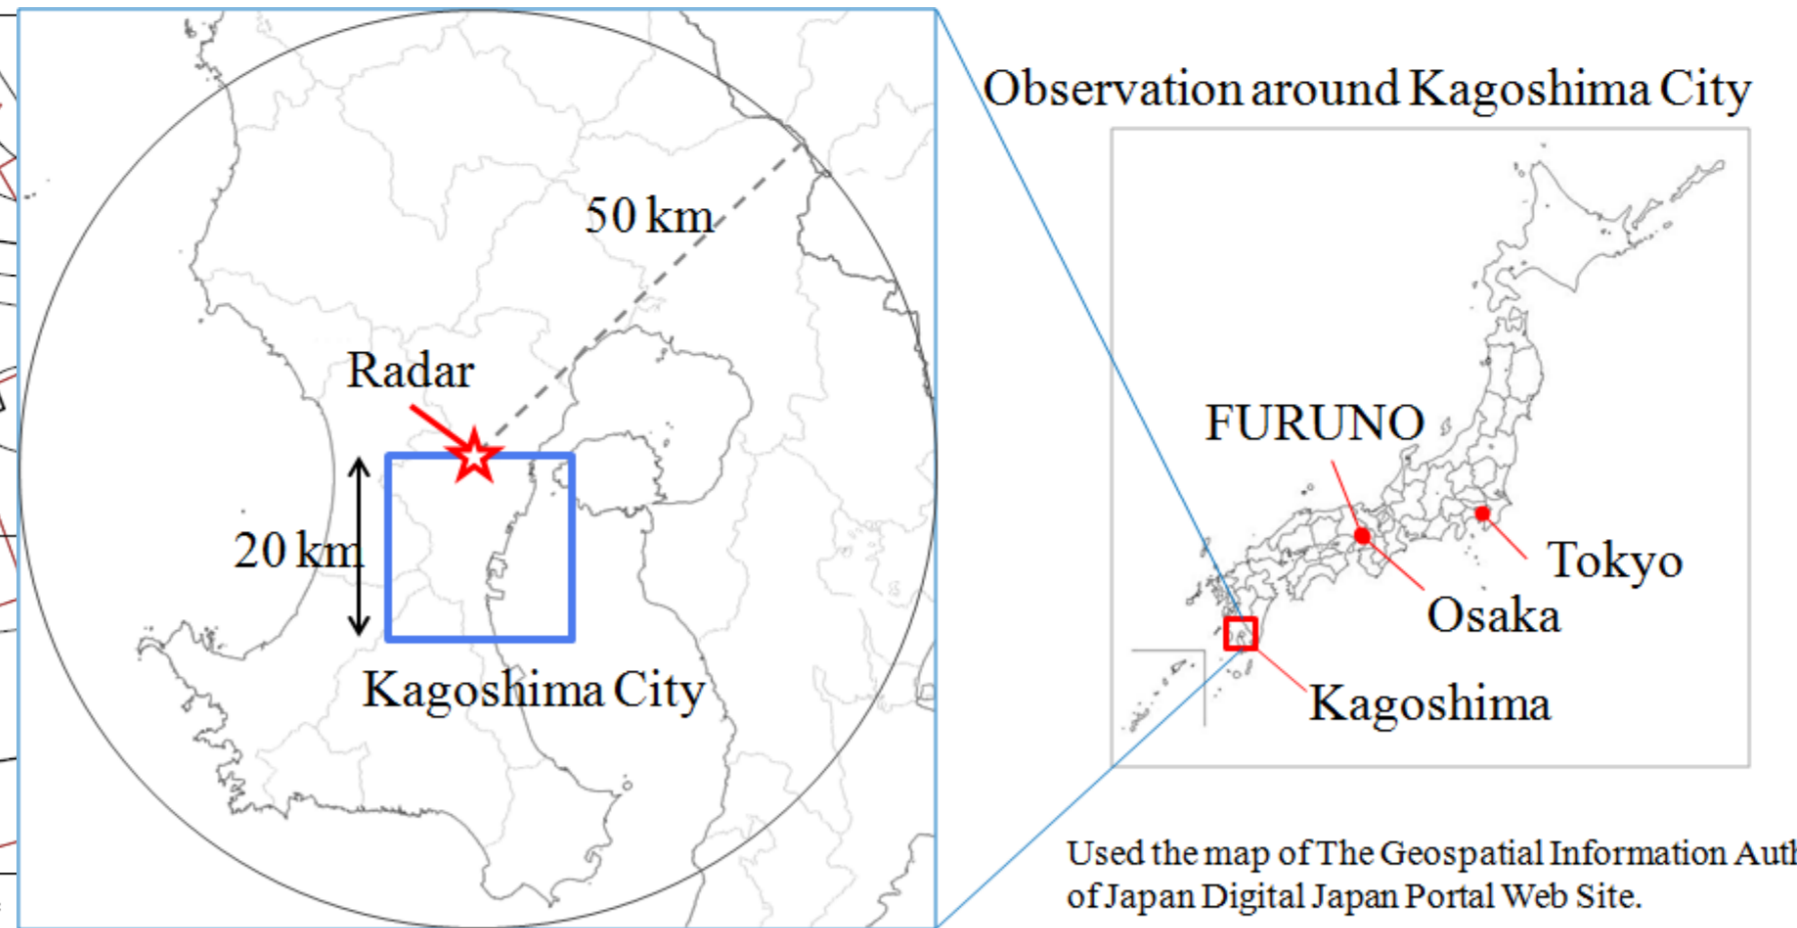 Observation around Kagoshima City
50 km
Radar
FURUNO
20 km
Tokyo
Osaka
Kagoshima City
Kagoshima
Used the map of The Geospatial Information
of Japan Digital Japan Portal Web Site.